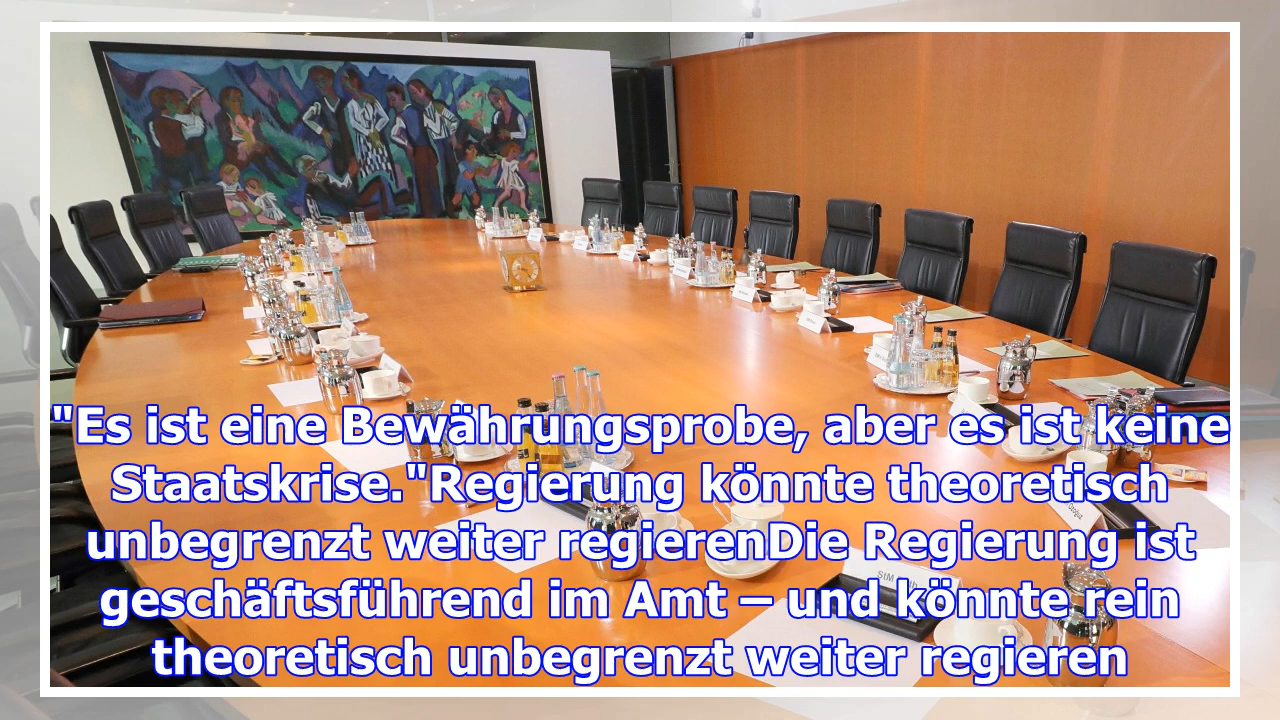 "Es ist eine Bewährungsprobe, aber es ist keine
Staatskrise."Regierung könnte theoretisch
unbegrenzt weiter regierenDie Regierung ist
geschäftsführend im Amt – und könnte rein
theoretisch unbegrenzt weiter regieren